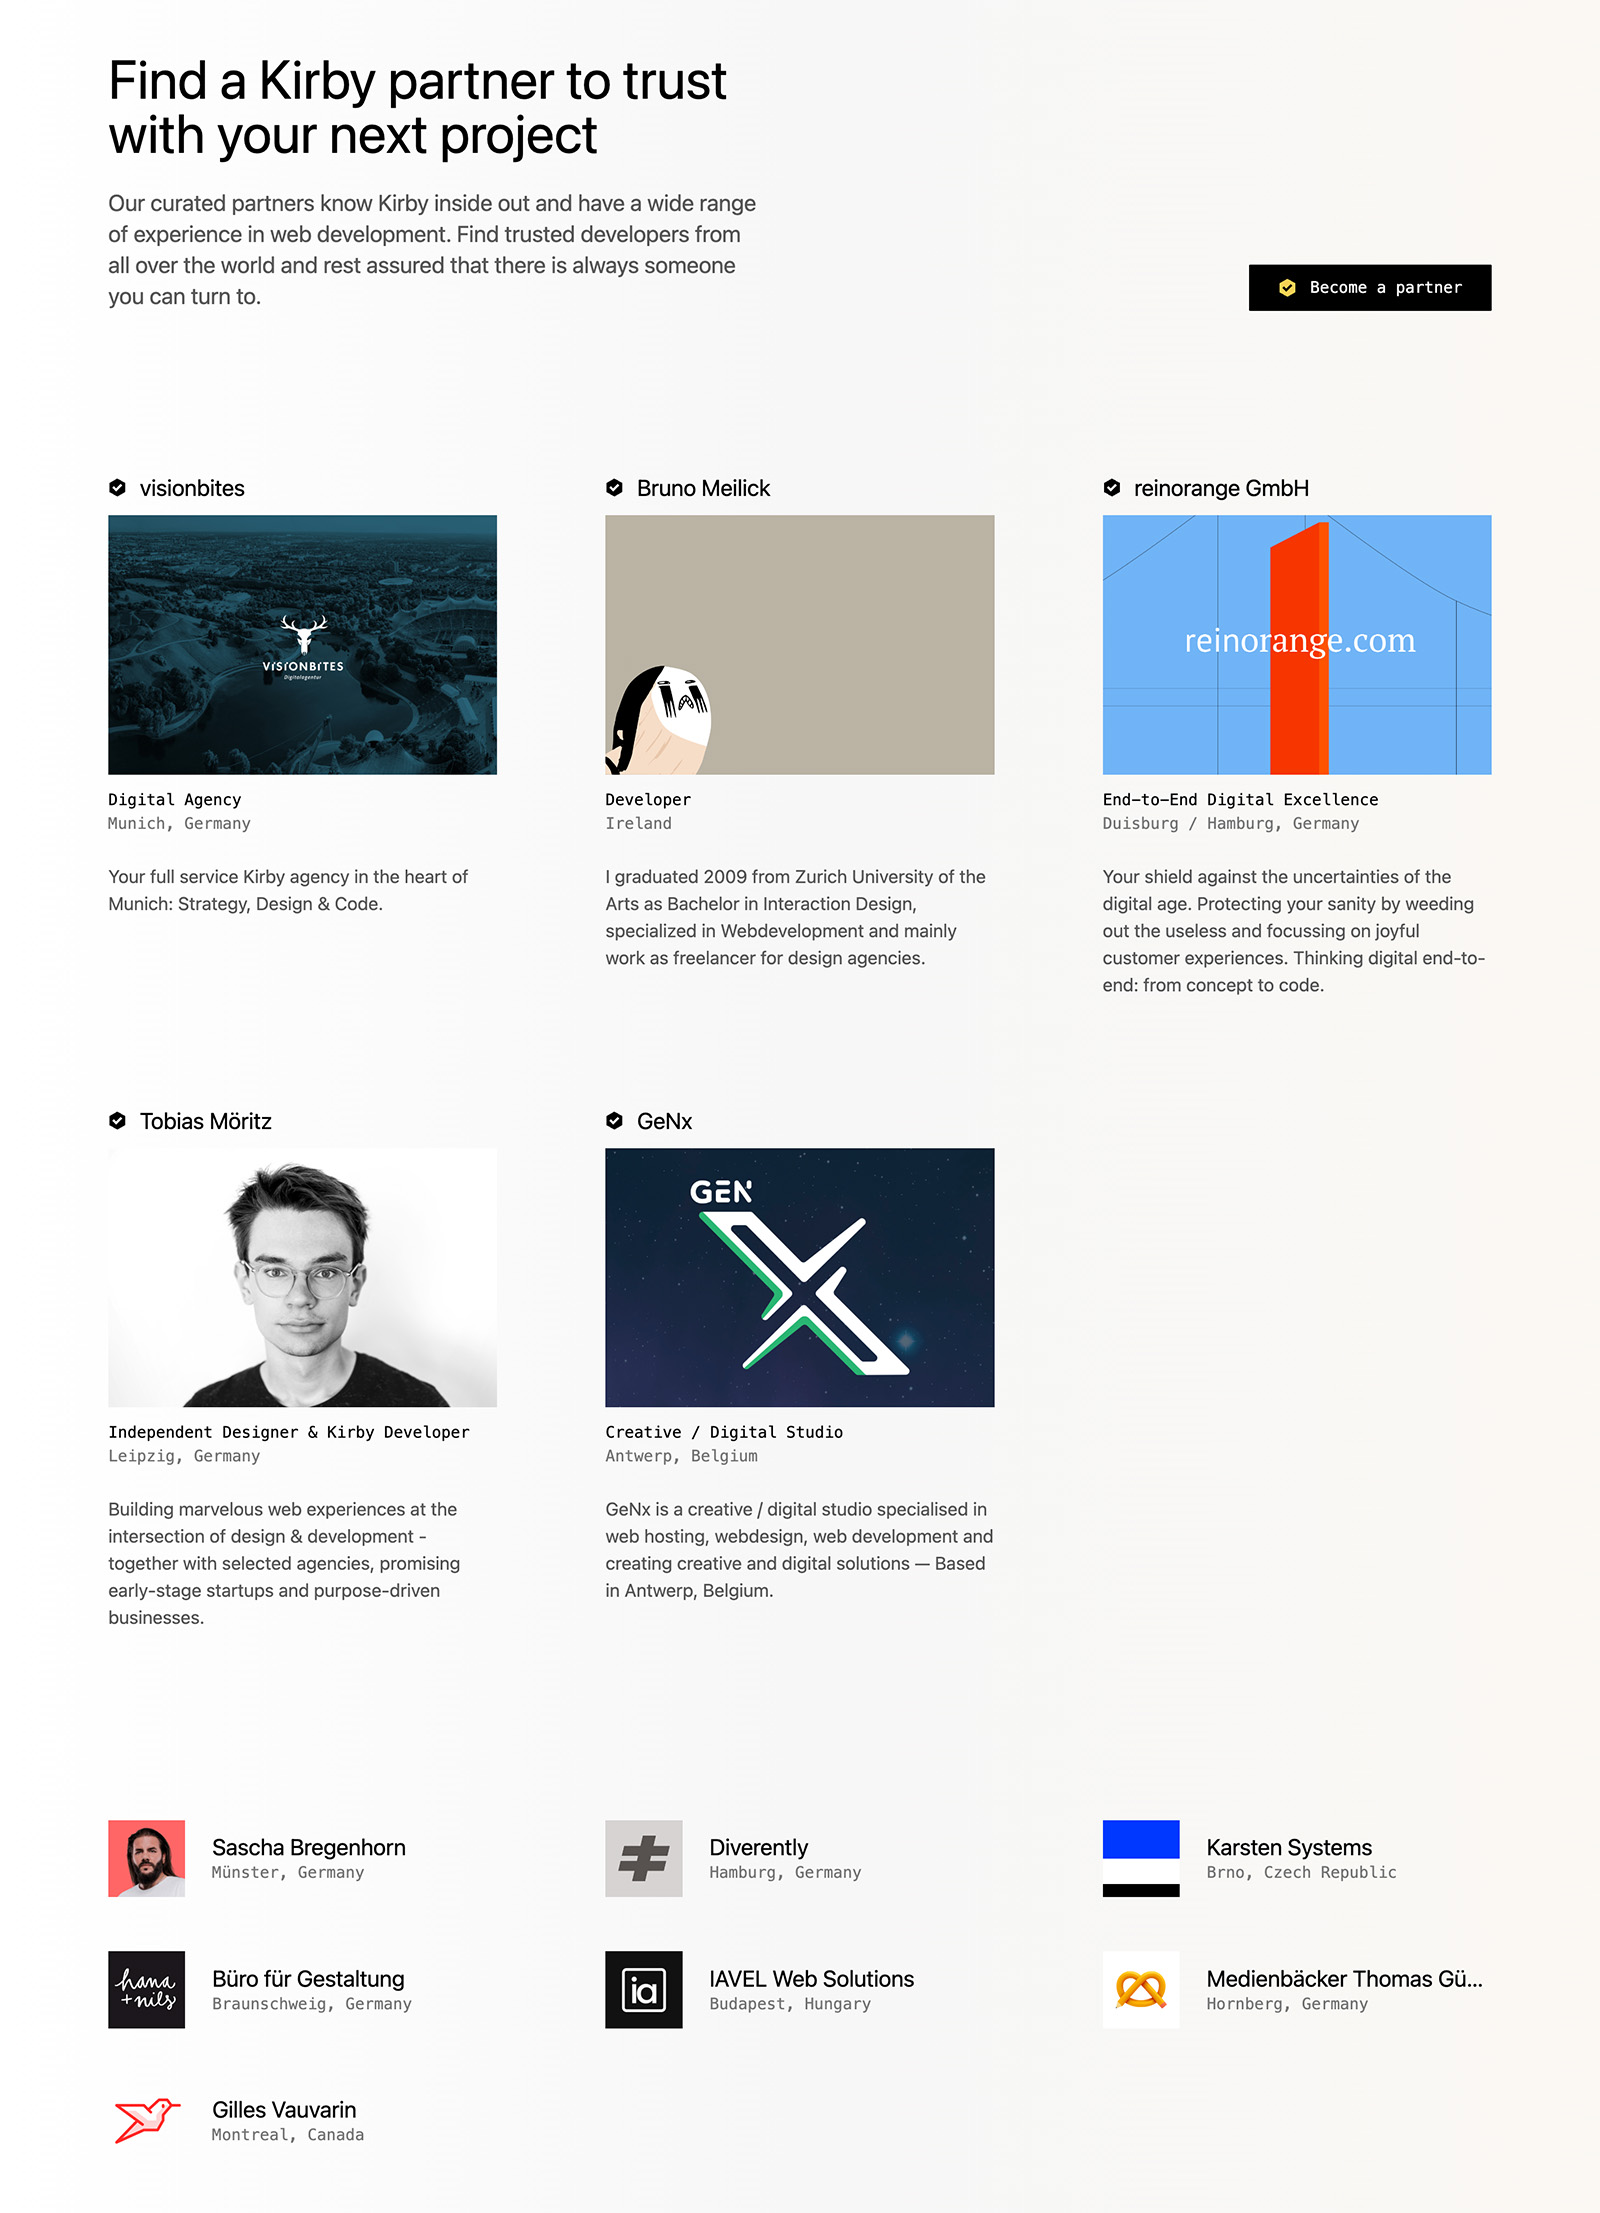 Find a Kirby partner to trust
with your next project
Our curated partners know Kirby inside out and have a wide range
of experience in web development. Find trusted developers from
all over the world and rest assured that there is always someone
you can turn to.
Become a partner
visionbites
VISIONBITES
Digitalagentur
Digital Agency
Munich, Germany
Your full service Kirby agency in the heart of
Munich: Strategy, Design & Code.
Bruno Meilick
Developer
Ireland
I graduated 2009 from Zurich University of the
Arts as Bachelor in Interaction Design,
specialized in Webdevelopment and mainly
work as freelancer for design agencies.
reinorange GmbH
reinorange.com
End-to-End Digital Excellence
Duisburg / Hamburg, Germany
Your shield against the uncertainties of the
digital age. Protecting your sanity by weeding
out the useless and focussing on joyful
customer experiences. Thinking digital end-to-
end: from concept to code.
Tobias Möritz
Independent Designer & Kirby Developer
Leipzig, Germany
Building marvelous web experiences at the
intersection of design & development -
together with selected agencies, promising
early-stage startups and purpose-driven
businesses.
GeNx
GEN
X
Creative / Digital Studio
Antwerp, Belgium
GeNx is a creative / digital studio specialised in
web hosting, webdesign, web development and
creating creative and digital solutions — Based
in Antwerp, Belgium.
Sascha Bregenhorn
Münster, Germany
Diverently
Hamburg, Germany
Karsten Systems
Brno, Czech Republic
hana
+nils
Büro für Gestaltung
Braunschweig, Germany
ia
IAVEL Web Solutions
Budapest, Hungary
Medienbäcker Thomas Gü...
Hornberg, Germany
Gilles Vauvarin
Montreal, Canada